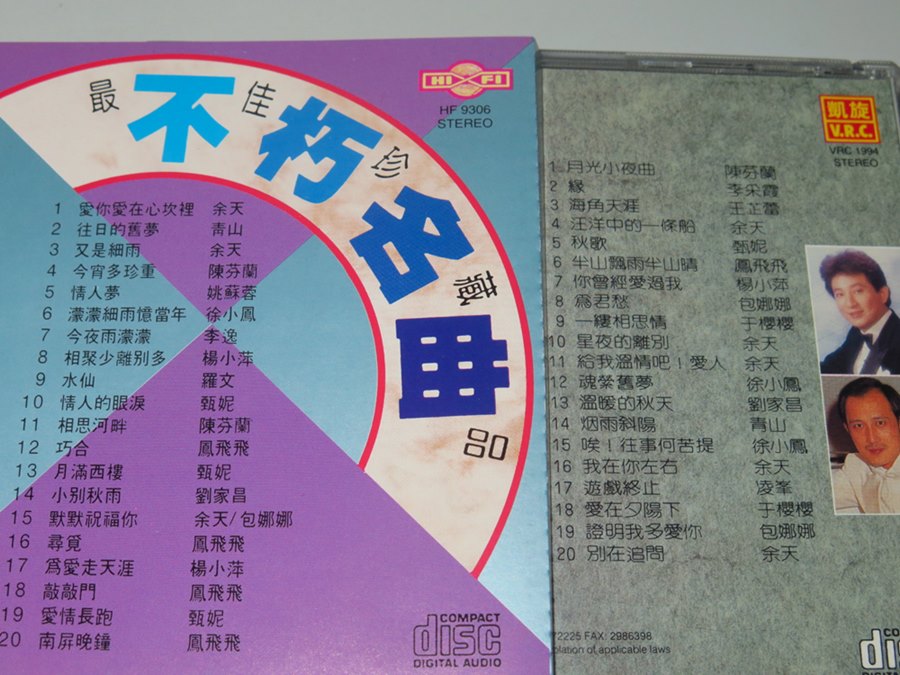 最 不 佳 朽 珍 名 藏 曲 品
HI FI
HF 9306
STEREO
1 愛你愛在心坎裡 余天
2 往日的舊夢 青山
3 又是細雨 余天
4 今宵多珍重 陳芬蘭
5 情人夢 姚蘇蓉
6 濛濛細雨憶當年 徐小鳳
7 今夜雨濛濛 李逸
8 相聚少離別多 楊小萍
9 水仙 羅文
10 情人的眼淚 甄妮
11 相思河畔 陳芬蘭
12 巧合 鳳飛飛
13 月滿西樓 甄妮
14 小別秋雨 劉家昌
15 默默祝福你 余天/包娜娜
16 尋覓 鳳飛飛
17 為愛走天涯 楊小萍
18 敲敲門 鳳飛飛
19 愛情長跑 甄妮
20 南屏晚鐘 鳳飛飛
COMPACT
disc
DIGITAL AUDIO
凱旋
V.R.C.
VRC 1994
STEREO
1 月光小夜曲 陳芬蘭
2 緣 李采霞
3 海角天涯 王芷蕾
4 汪洋中的一條船 余天
5 秋歌 甄妮
6 半山飄雨半山晴 鳳飛飛
7 你曾經愛過我 楊小萍
8 為君愁 包娜娜
9 一縷相思情 于櫻櫻
10 星夜的離別 余天
11 給我溫情吧！愛人 余天
12 魂縈舊夢 徐小鳳
13 溫暖的秋天 劉家昌
14 烟雨斜陽 青山
15 唉！往事何苦提 徐小鳳
16 我在你左右 余天
17 遊戲終止 凌峯
18 愛在夕陽下 于櫻櫻
19 證明我多愛你 包娜娜
20 別在追問 余天
72225 FAX: 2986398
olation of applicable laws